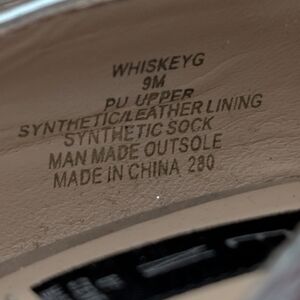 WHISKEYG
9M
PU UPPER
SYNTHETIC/LEATHER LINING
SYNTHETIC SOCK
MAN MADE OUTSOLE
MADE IN CHINA 280